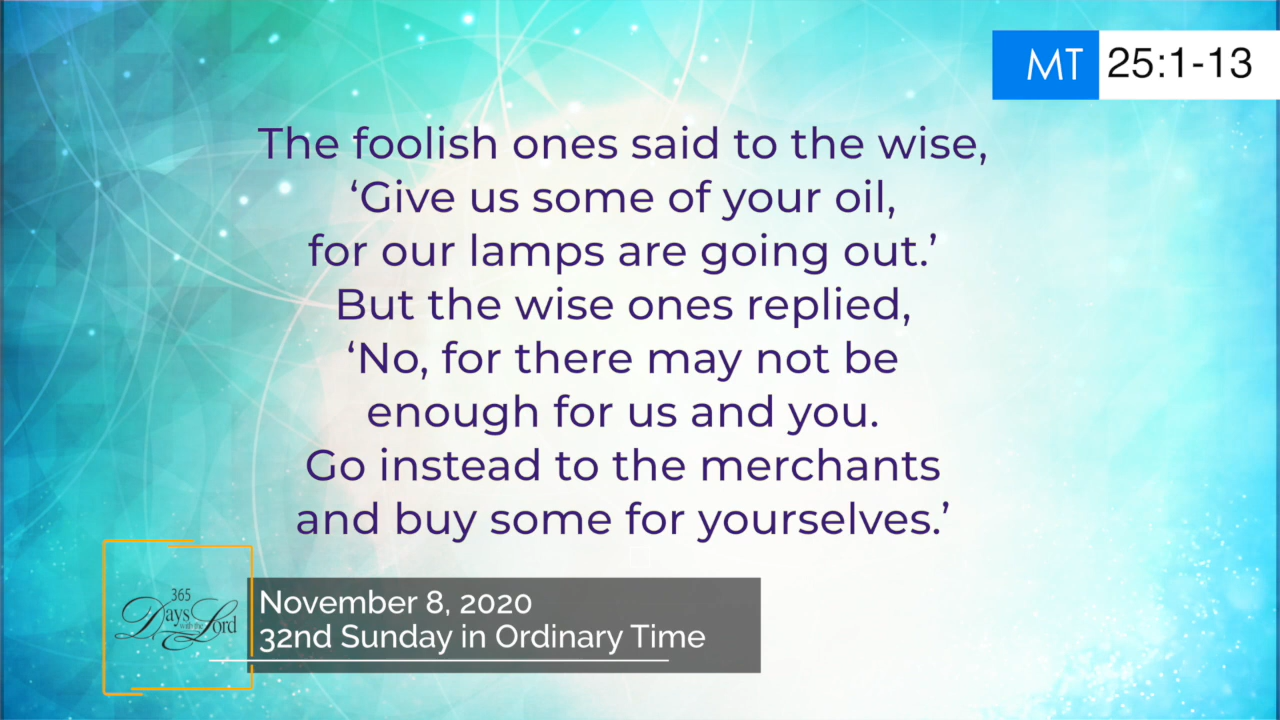 MT 25:1-13
The foolish ones said to the wise,
‘Give us some of your oil,
for our lamps are going out.’
But the wise ones replied,
‘No, for there may not be
enough for us and you.
Go instead to the merchants
and buy some for yourselves.’
365
Days with the Lord
November 8, 2020
32nd Sunday in Ordinary Time